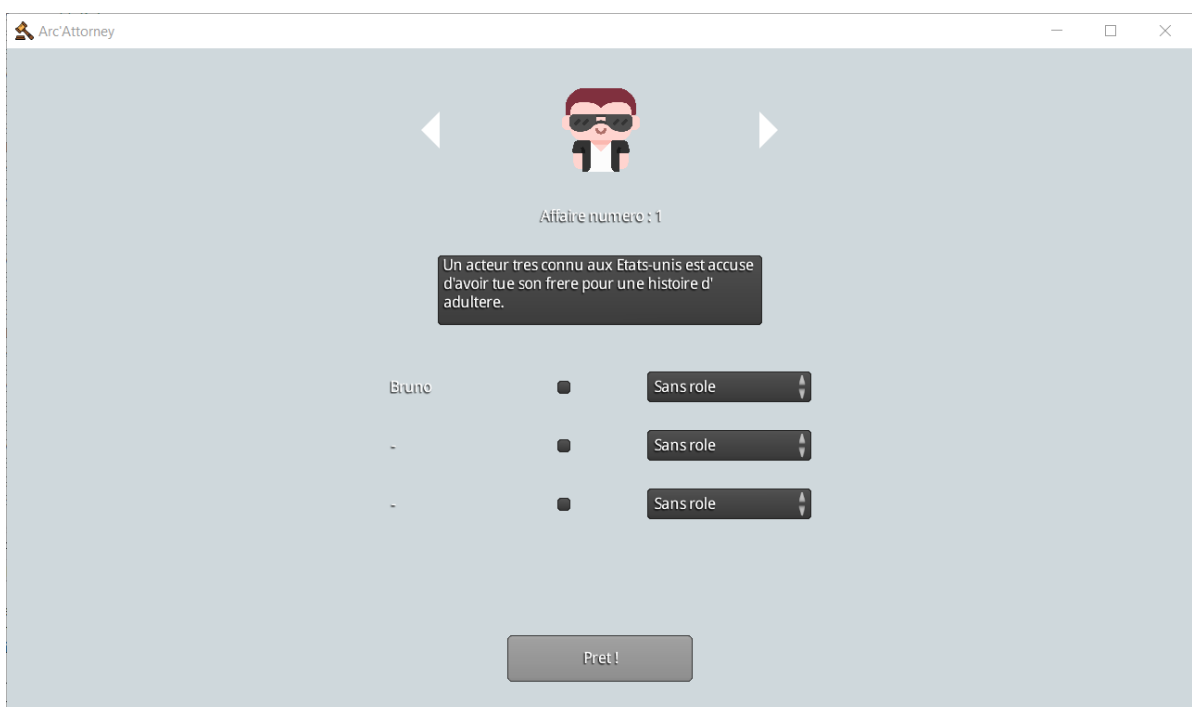 Arc'Attorney
Affaire numero : 1
Un acteur tres connu aux Etats-unis est accuse
d'avoir tue son frere pour une histoire d'
adultere.
Bruno
Sans role
-
Sans role
-
Sans role
Pret !